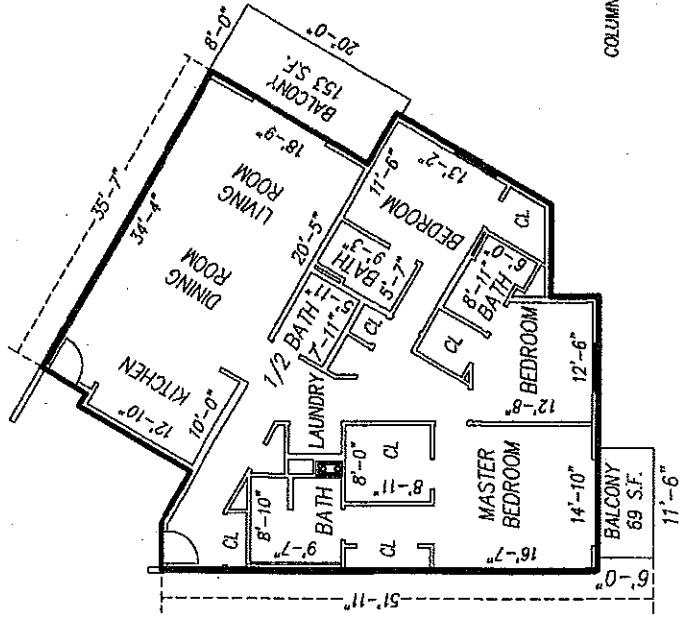 8'-0"
20'-0"
BALCONY
153 S.F.
COLUMN
35'-7"
34'-4"
18'-9"
LIVING
ROOM
DINING
ROOM
KITCHEN
12'-10"
10'-0"
20'-5"
11'-6"
13'-2"
BEDROOM
CL
BATH
9'-3"
5'-7"
1/2 BATH
5'-11"
7'-11"
CL
6'-0"
8'-11"
BATH
CL
LAUNDRY
BEDROOM
12'-8"
12'-6"
CL
8'-0"
8'-11"
BATH
8'-10"
9'-7"
CL
CL
MASTER
BEDROOM
16'-7"
14'-10"
BALCONY
69 S.F.
11'-6"
6'-0"
51'-11"